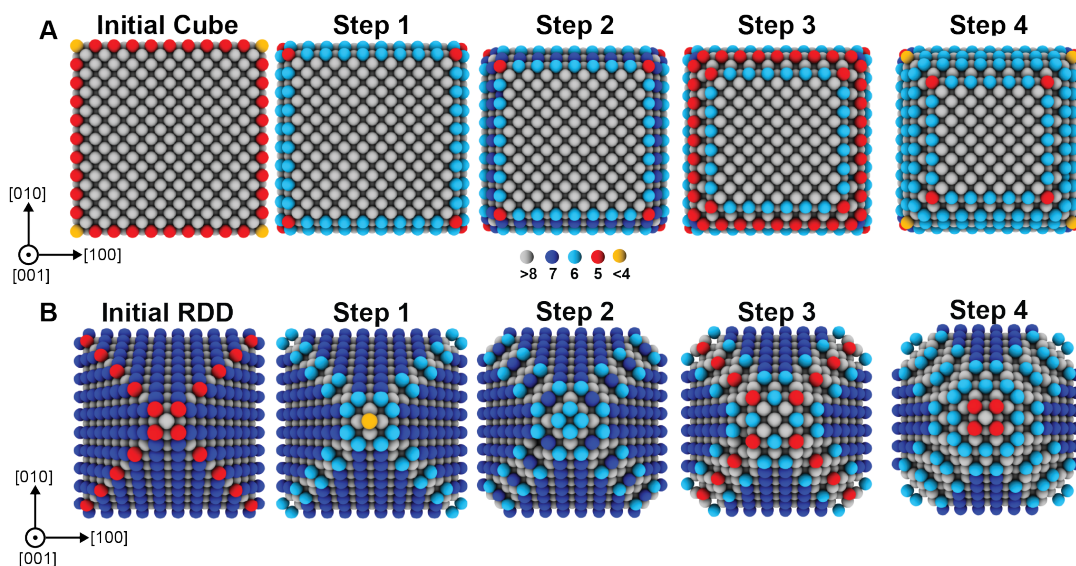 A
Initial Cube
Step 1
Step 2
Step 3
Step 4
[010]
[100]
[001]
>8 7 6 5 <4
B
Initial RDD
Step 1
Step 2
Step 3
Step 4
[010]
[100]
[001]